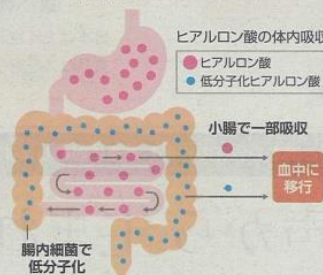 ヒアルロン酸の体内吸収
ヒアルロン酸
低分子化ヒアルロン酸
小腸で一部吸収
血中に
移行
腸内細菌で
低分子化